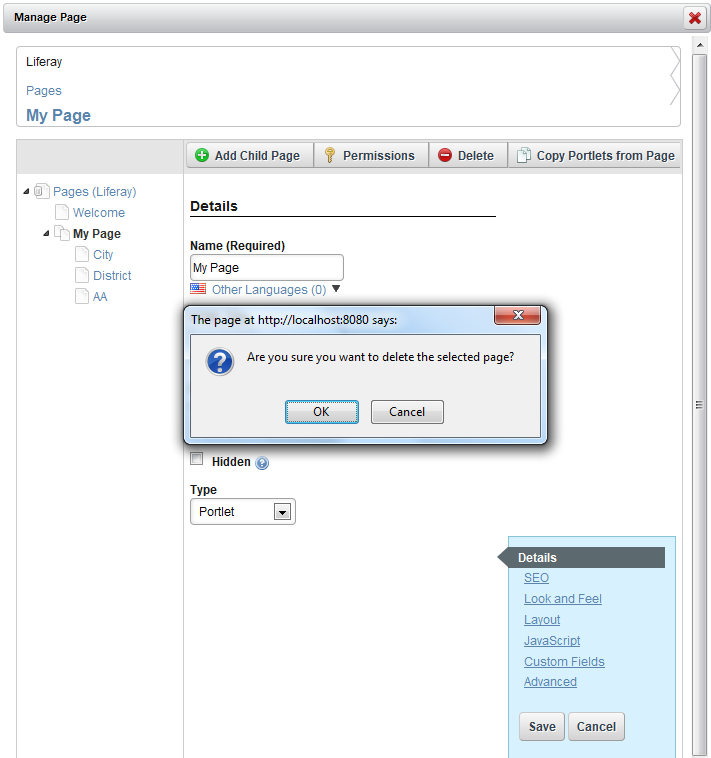 Manage Page
Liferay
Pages
My Page
Add Child Page Permissions Delete Copy Portlets from Page
Pages (Liferay)
Welcome
My Page
City
District
AA
Details
Name (Required)
My Page
Other Languages (0)
The page at http://localhost:8080 says:
Are you sure you want to delete the selected page?
OK Cancel
Hidden
Type
Portlet
Details
SEO
Look and Feel
Layout
JavaScript
Custom Fields
Advanced
Save Cancel